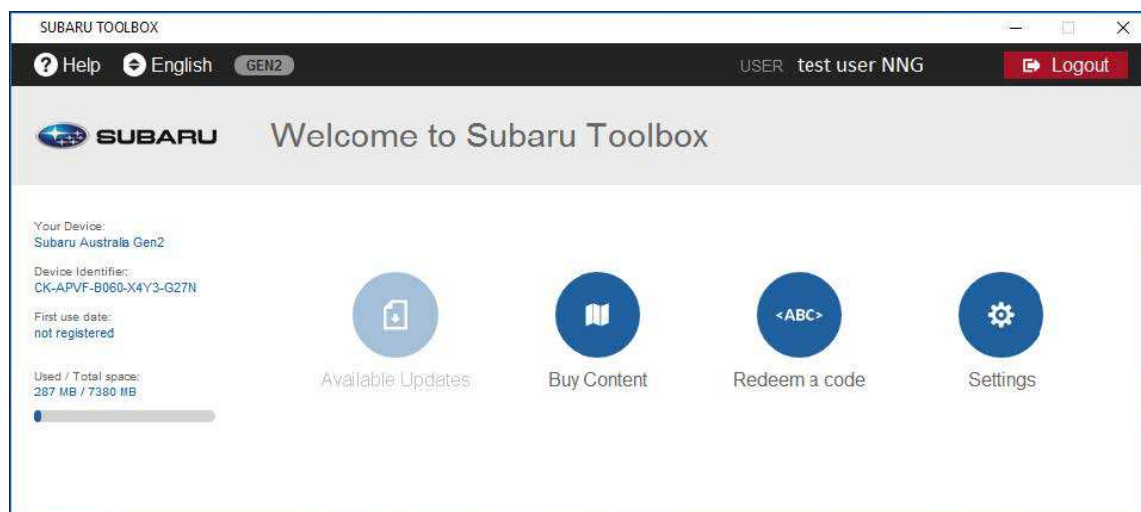 SUBARU TOOLBOX
Help English GEN2 USER test user NNG Logout
SUBARU Welcome to Subaru Toolbox
Your Device:
Subaru Australia Gen2
Device Identifier:
CK-APVF-B060-X4Y3-G27N
First use date:
not registered
Used / Total space:
287 MB / 7380 MB
<ABC>
Available Updates Buy Content Redeem a code Settings